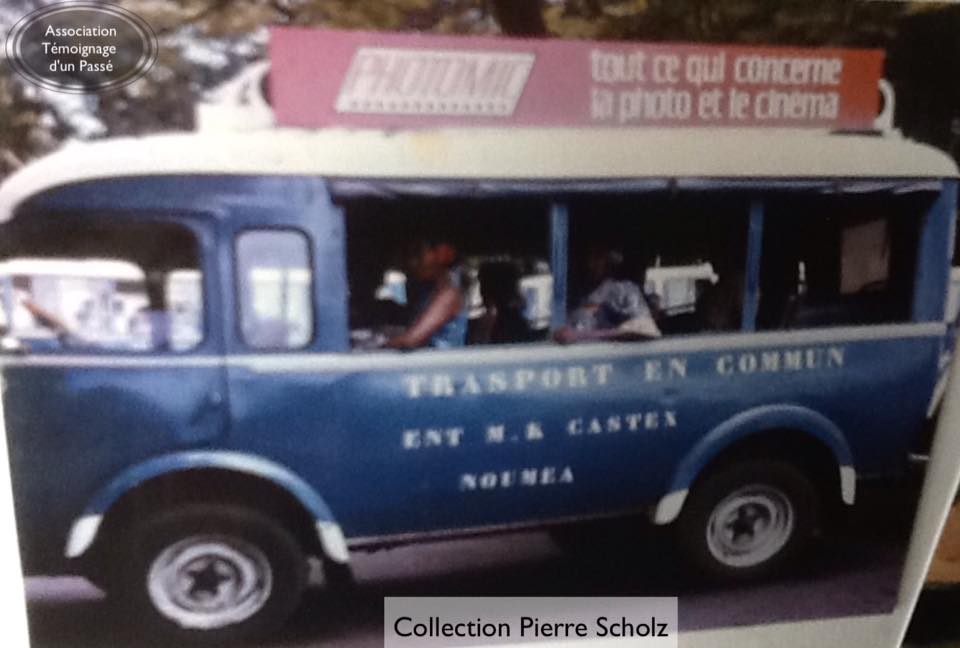 Association
Témoignage
d'un Passé
PHOTOMAT
tout ce qui concerne
la photo et le cinéma
TRASPORT EN COMMUN
ENT M.K CASTEX
NOUMEA
Collection Pierre Scholz